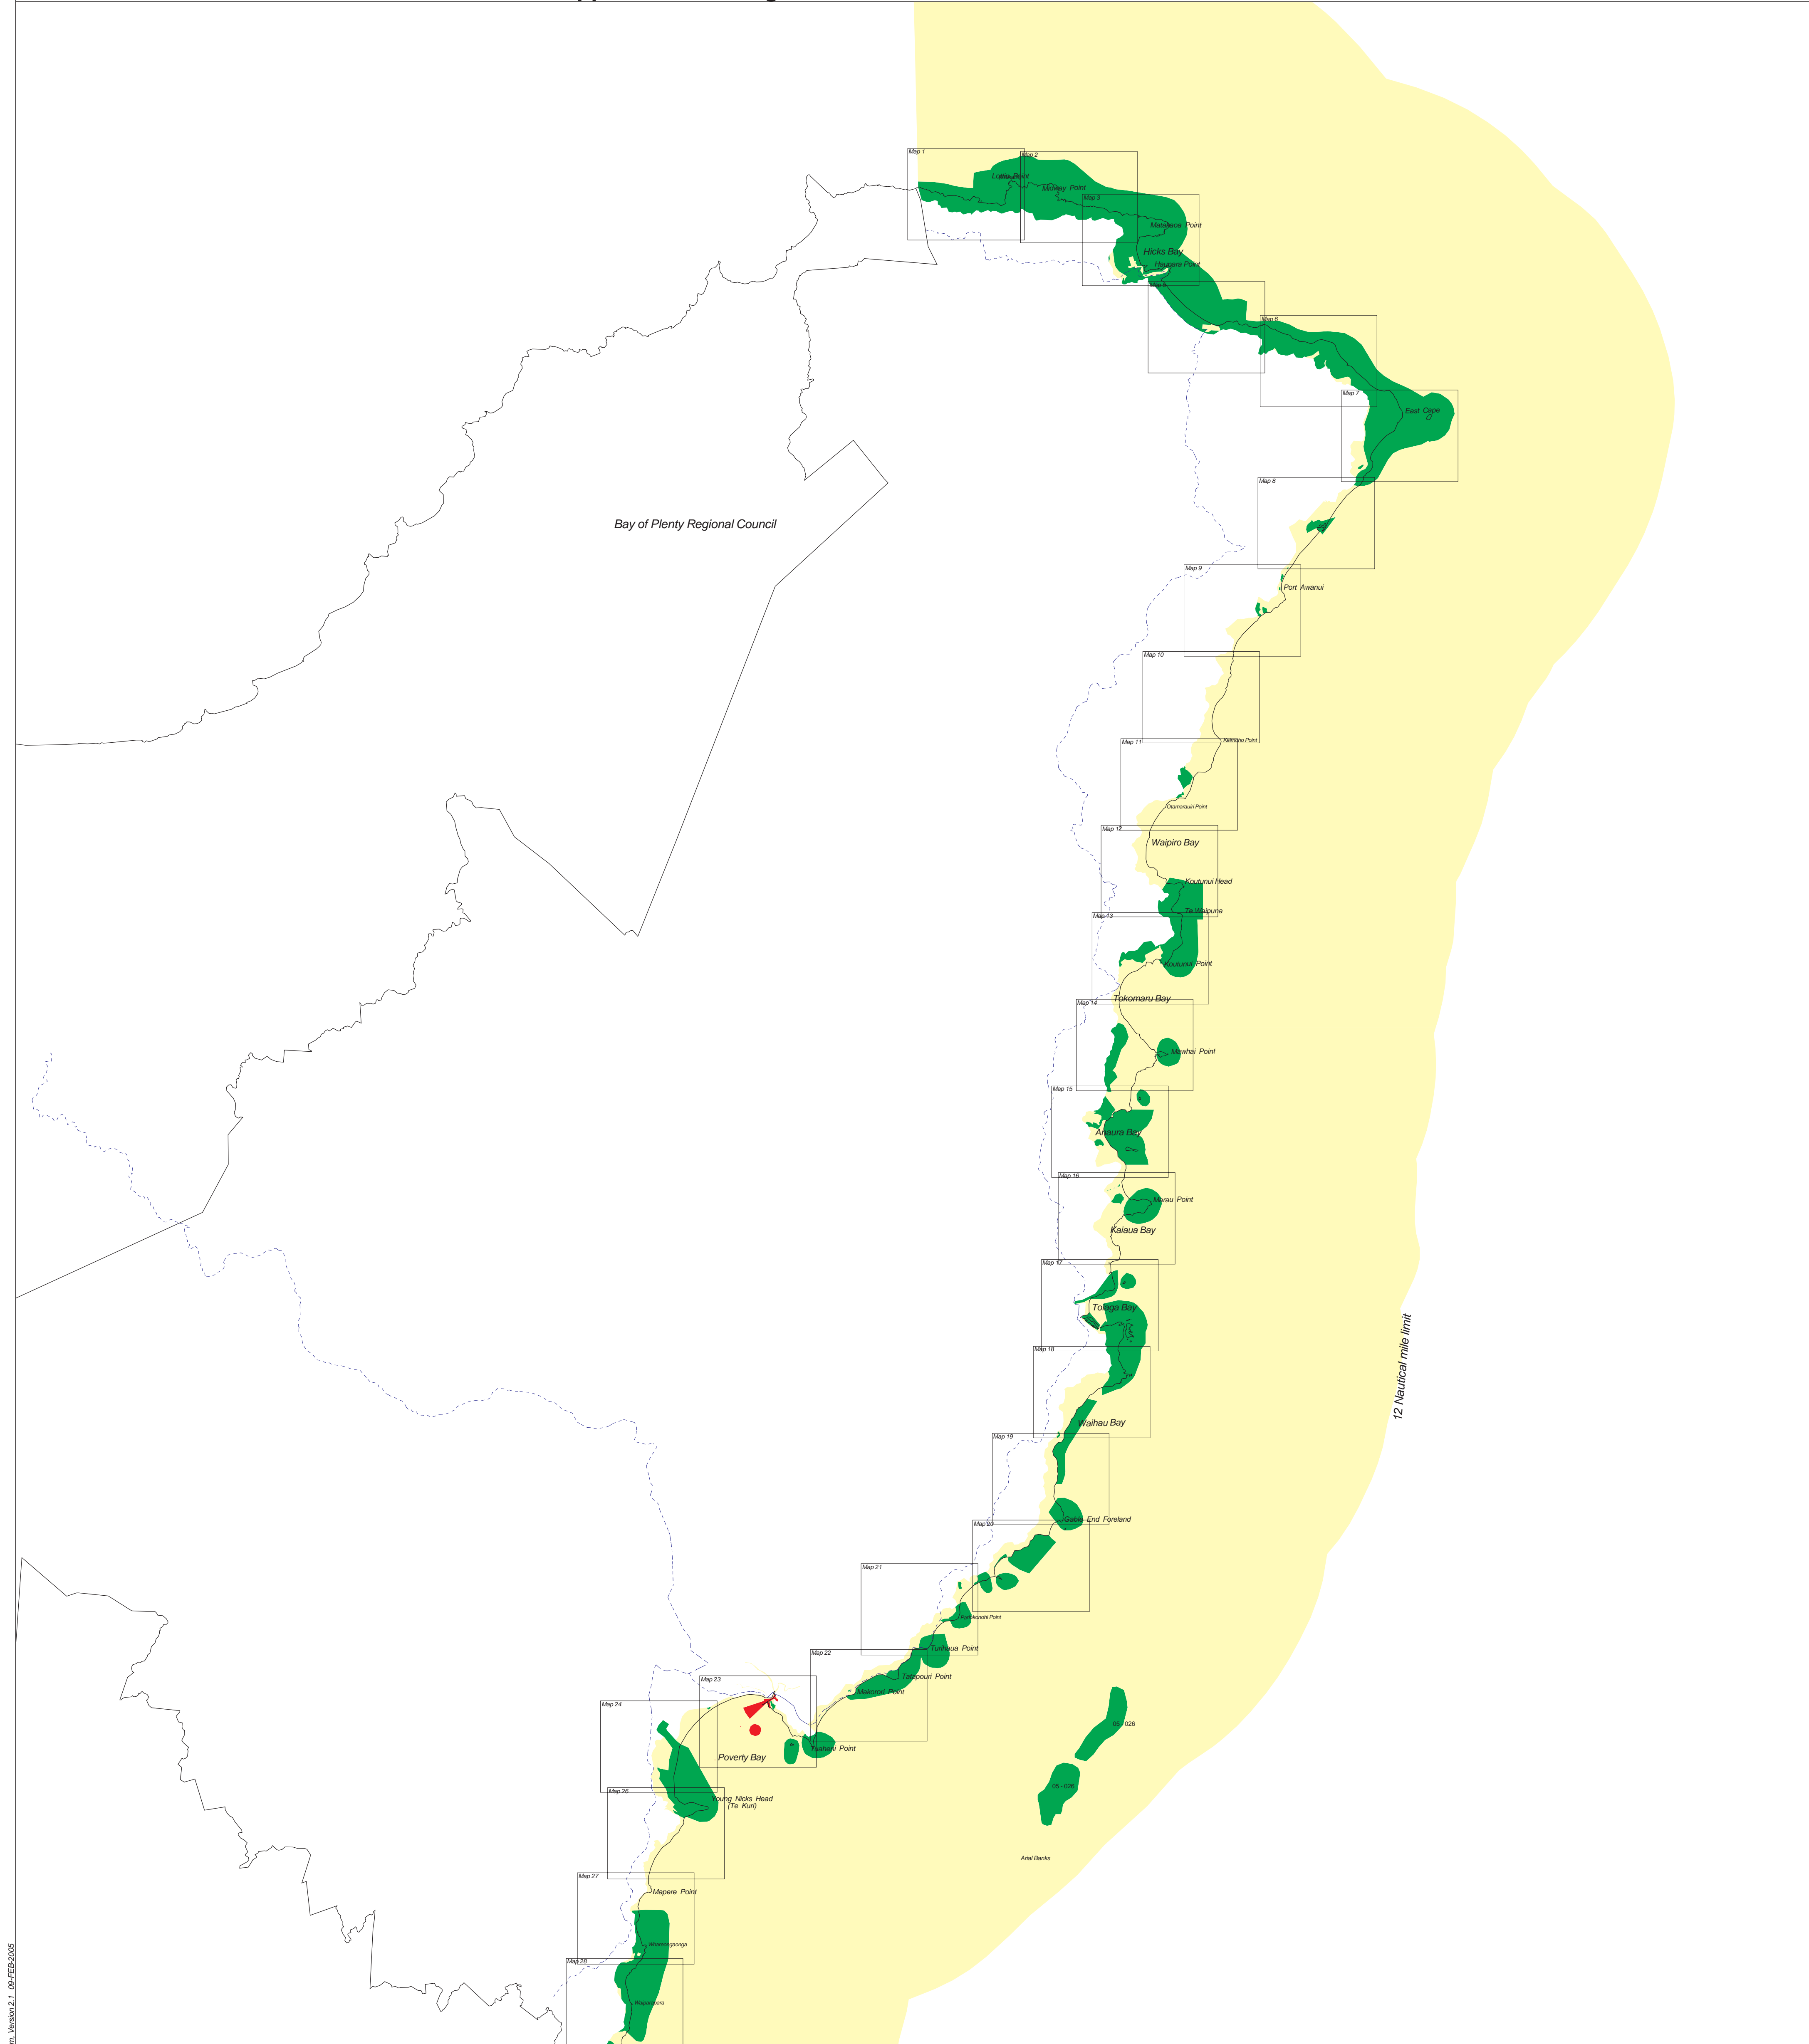 Map 1
Map 2
Lottin Point
Midway Point
Map 3
Matakaoa Point
Hicks Bay
Haupara Point
Map 6
Map 7
East Cape
Map 8
Bay of Plenty Regional Council
Map 9
Port Awanui
Map 10
Kaimoho Point
Map 11
Otamarauiri Point
Map 12
Waipiro Bay
Koutunui Head
Te Waipuna
Map 13
Koutunui Point
Tokomaru Bay
Map 14
Mawhai Point
Map 15
Anaura Bay
Map 16
Marau Point
Kaiaua Bay
Map 17
Tolaga Bay
12 Nautical mile limit
Map 18
Waihau Bay
Map 19
Gable End Foreland
Map 20
Map 21
Turihaua Point
Map 22
Tatapouri Point
Map 23
Makorori Point
Map 24
05 - 026
Tuaheni Point
Poverty Bay
05 - 026
Map 26
Young Nicks Head
(Te Kuri)
Arial Banks
Map 27
Mapere Point
Map 28
Version 2.1 09-FEB-2005